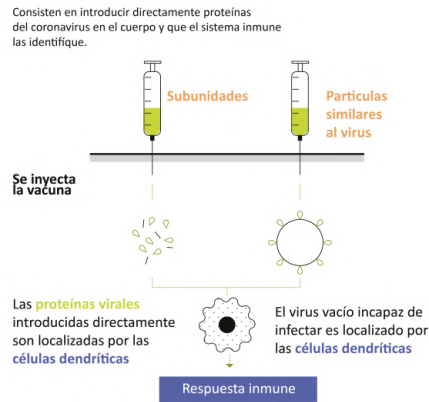 Consisten en introducir directamente proteínas
del coronavirus en el cuerpo y que el sistema inmune
las identifíque.
Subunidades
Particulas
similares
al virus
Se inyecta
la vacuna
Las proteínas virales
introducidas directamente
son localizadas por las
células dendríticas
El virus vacío incapaz de
infectar es localizado por
las células dendríticas
Respuesta inmune